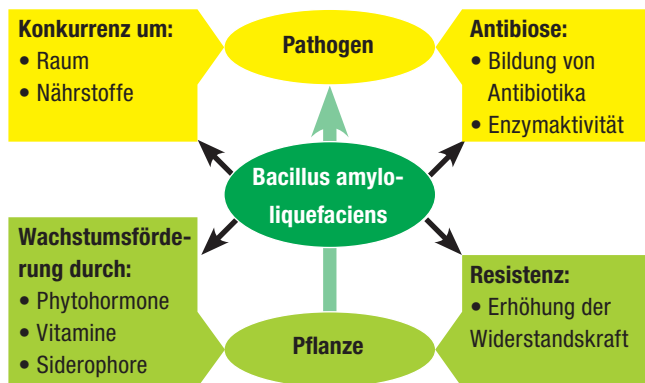 Konkurrenz um:
• Raum
• Nährstoffe
Pathogen
Antibiose:
• Bildung von
Antibiotika
• Enzymaktivität
Bacillus amylo-
liquefaciens
Wachstumsförde-
rung durch:
• Phytohormone
• Vitamine
• Siderophore
Pflanze
Resistenz:
• Erhöhung der
Widerstandskraft